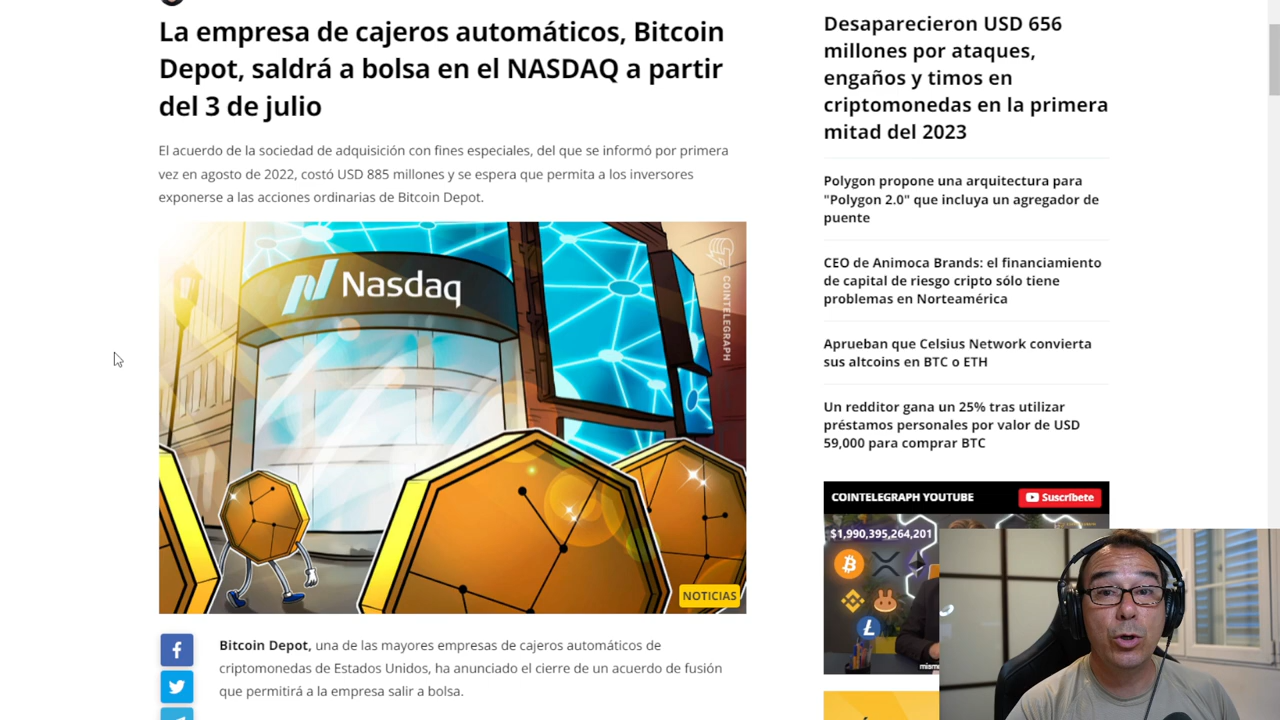 La empresa de cajeros automáticos, Bitcoin
Depot, saldrá a bolsa en el NASDAQ a partir
del 3 de julio
El acuerdo de la sociedad de adquisición con fines especiales, del que se informó por primera
vez en agosto de 2022, costó USD 885 millones y se espera que permita a los inversores
exponerse a las acciones ordinarias de Bitcoin Depot.
Nasdaq
COINTELEGRAPH
NOTICIAS
Bitcoin Depot, una de las mayores empresas de cajeros automáticos de
criptomonedas de Estados Unidos, ha anunciado el cierre de un acuerdo de fusión
que permitirá a la empresa salir a bolsa.
Desaparecieron USD 656
millones por ataques,
engaños y timos en
criptomonedas en la primera
mitad del 2023
Polygon propone una arquitectura para
"Polygon 2.0" que incluya un agregador de
puente
CEO de Animoca Brands: el financiamiento
de capital de riesgo cripto sólo tiene
problemas en Norteamérica
Aprueban que Celsius Network convierta
sus altcoins en BTC o ETH
Un redditor gana un 25% tras utilizar
préstamos personales por valor de USD
59,000 para comprar BTC
COINTELEGRAPH YOUTUBE
Suscríbete
$1,990,395,264,201